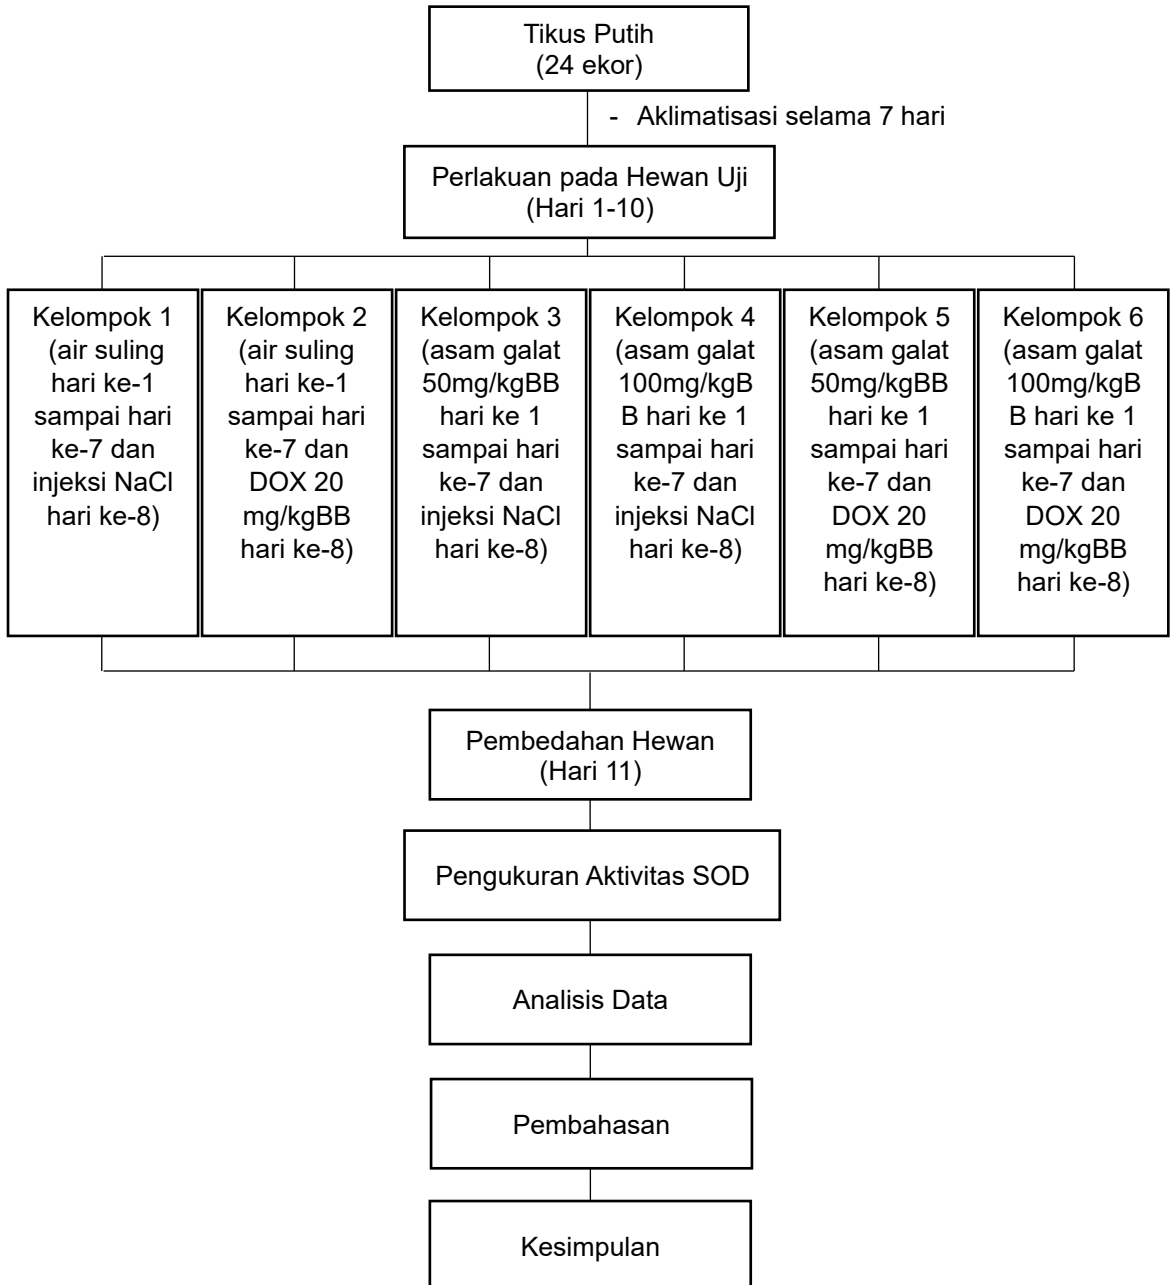 Tikus Putih
(24 ekor)
- Aklimatisasi selama 7 hari
Perlakuan pada Hewan Uji
(Hari 1-10)
Kelompok 1
(air suling
hari ke-1
sampai hari
ke-7 dan
injeksi NaCl
hari ke-8)
Kelompok 2
(air suling
hari ke-1
sampai hari
ke-7 dan
DOX 20
mg/kgBB
hari ke-8)
Kelompok 3
(asam galat
50mg/kgBB
hari ke 1
sampai hari
ke-7 dan
injeksi NaCl
hari ke-8)
Kelompok 4
(asam galat
100mg/kgB
B hari ke 1
sampai hari
ke-7 dan
injeksi NaCl
hari ke-8)
Kelompok 5
(asam galat
50mg/kgBB
hari ke 1
sampai hari
ke-7 dan
DOX 20
mg/kgBB
hari ke-8)
Kelompok 6
(asam galat
100mg/kgB
B hari ke 1
sampai hari
ke-7 dan
DOX 20
mg/kgBB
hari ke-8)
Pembedahan Hewan
(Hari 11)
Pengukuran Aktivitas SOD
Analisis Data
Pembahasan
Kesimpulan